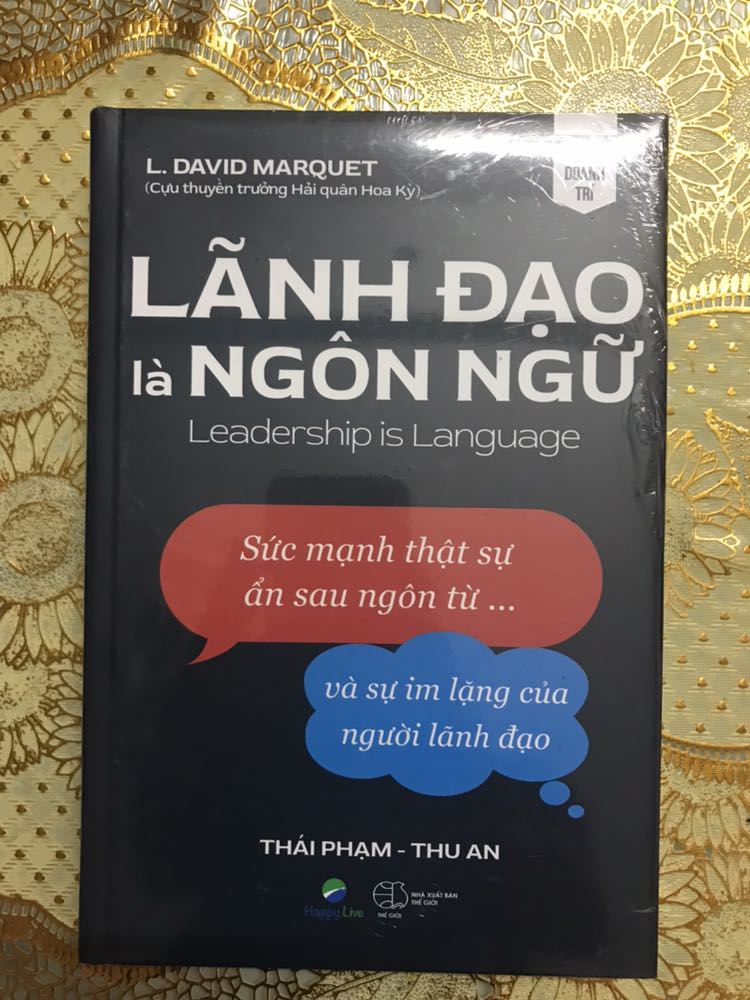 L. DAVID MARQUET
(Cựu thuyền trưởng Hải quân Hoa Kỳ)
DOANH
TRÍ
LÃNH ĐẠO
là NGÔN NGỮ
Leadership is Language
Sức mạnh thật sự
ẩn sau ngôn từ ...
và sự im lặng của
người lãnh đạo
THÁI PHẠM - THU AN
Happy.Live
THẾ GIỚI
NHÀ XUẤT BẢN
THẾ GIỚI